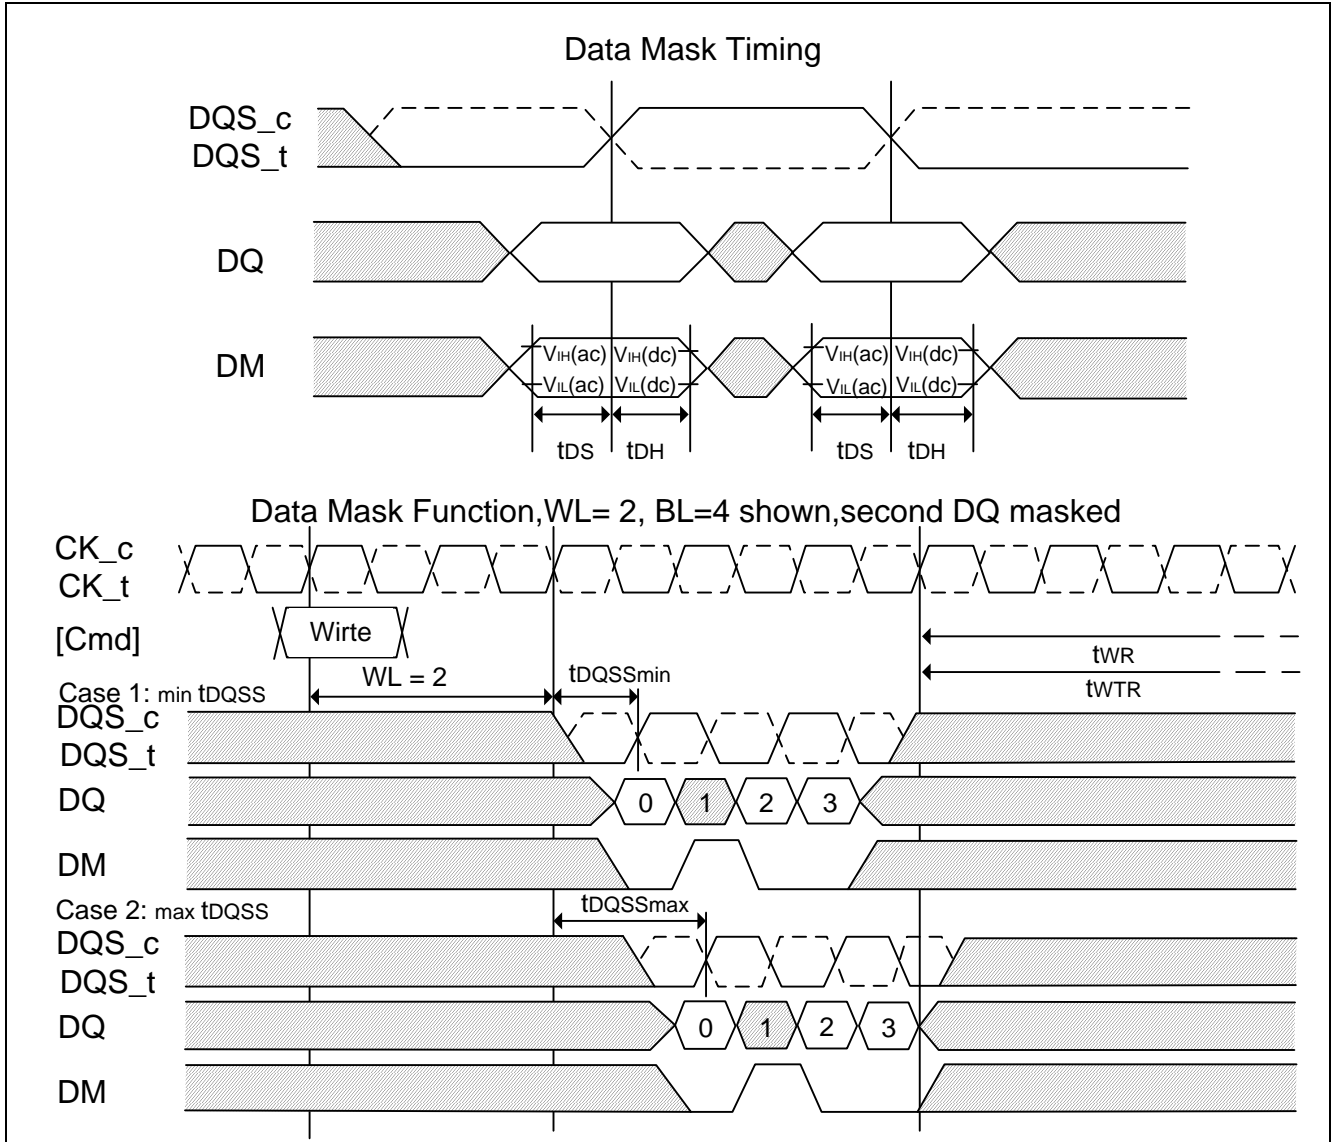 Data Mask Timing
DQS_c
DQS_t
DQ
DM
VIH(ac) VIH(dc) VIH(ac) VIH(dc)
VIL(ac) VIL(dc) VIL(ac) VIL(dc)
tDS tDH tDS tDH
Data Mask Function,WL= 2, BL=4 shown,second DQ masked
CK_c
CK_t
[Cmd] Wirte
tWR
WL = 2 tDQSSmin
tWTR
Case 1: min tDQSS
DQS_c
DQS_t
DQ 0 1 2 3
DM
Case 2: max tDQSS tDQSSmax
DQS_c
DQS_t
DQ 0 1 2 3
DM